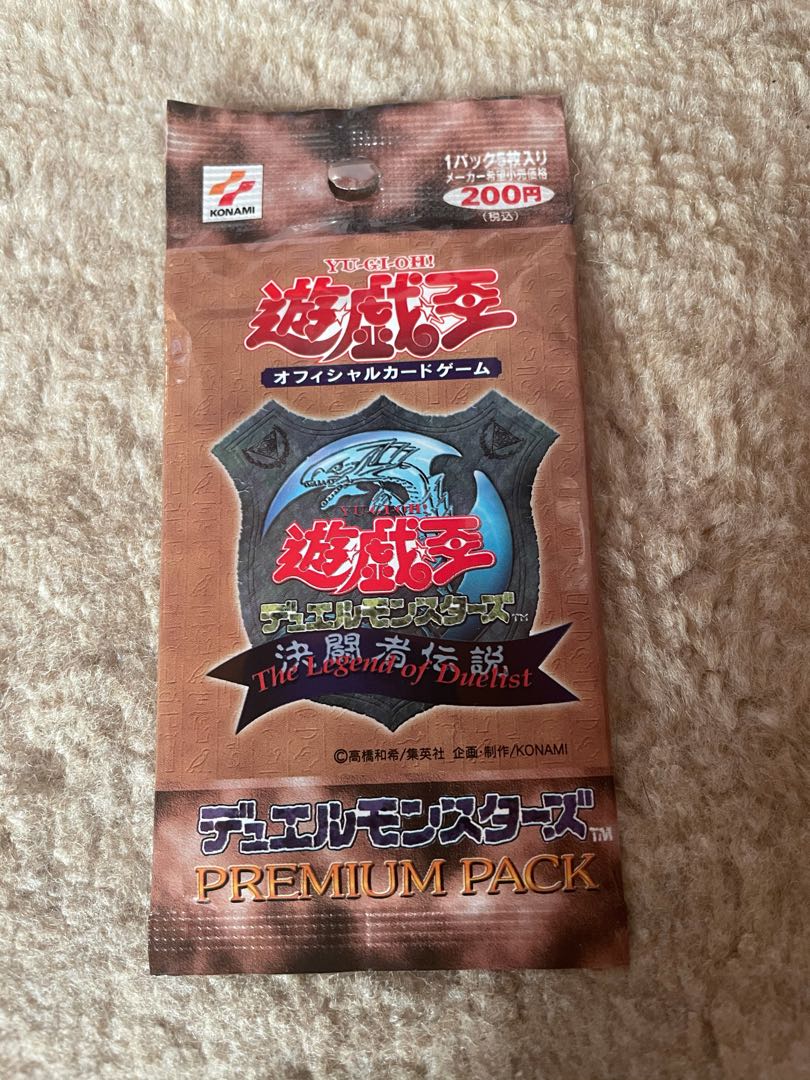 KONAMI
1パック5枚入り
メーカー希望小売価格
200円
(税込)
YU-GI-OH!
遊戯王
オフィシャルカードゲーム
YU-GI-OH!
遊戯王
デュエルモンスターズ™
決闘者伝説
The Legend of Duelist
©高橋和希/集英社 企画・制作/KONAMI
デュエルモンスターズ™
PREMIUM PACK